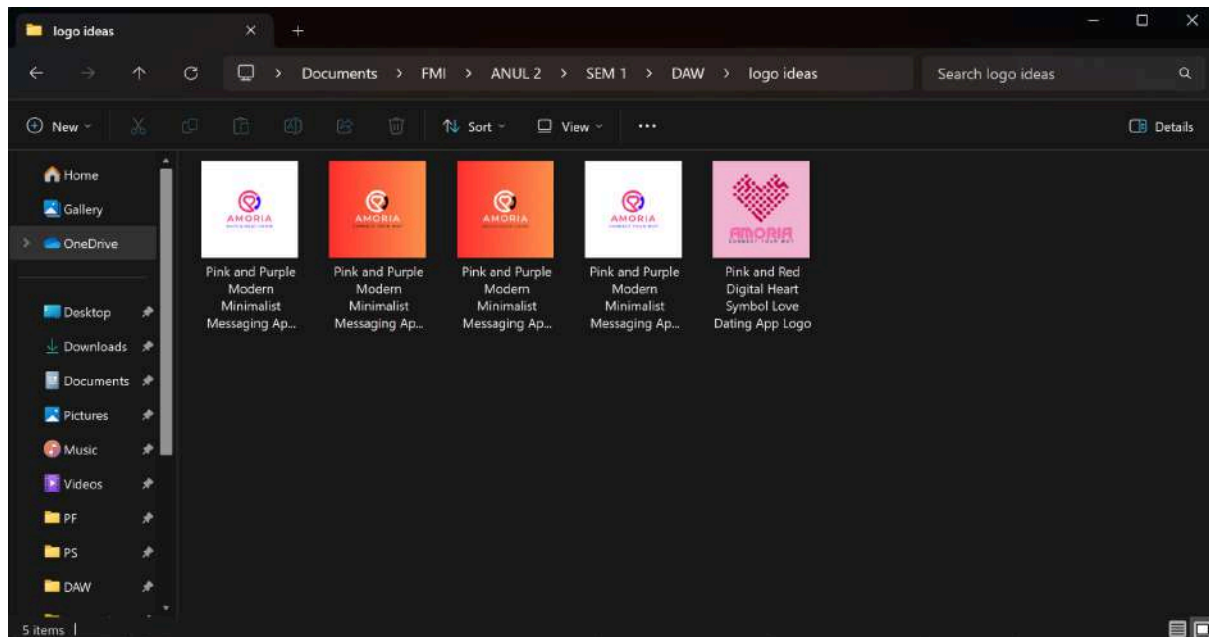 logo ideas
Documents > FMI > ANUL 2 > SEM 1 > DAW > logo ideas
Search logo ideas
New
Sort
View
Details
Home
Gallery
OneDrive
Desktop
Downloads
Documents
Pictures
Music
Videos
PF
PS
DAW
AMORIA
AMORIA
AMORIA
AMORIA
AMORIA
CONNECT YOUR WAY
Pink and Purple
Modern
Minimalist
Messaging Ap...
Pink and Purple
Modern
Minimalist
Messaging Ap...
Pink and Purple
Modern
Minimalist
Messaging Ap...
Pink and Purple
Modern
Minimalist
Messaging Ap...
Pink and Red
Digital Heart
Symbol Love
Dating App Logo
5 items